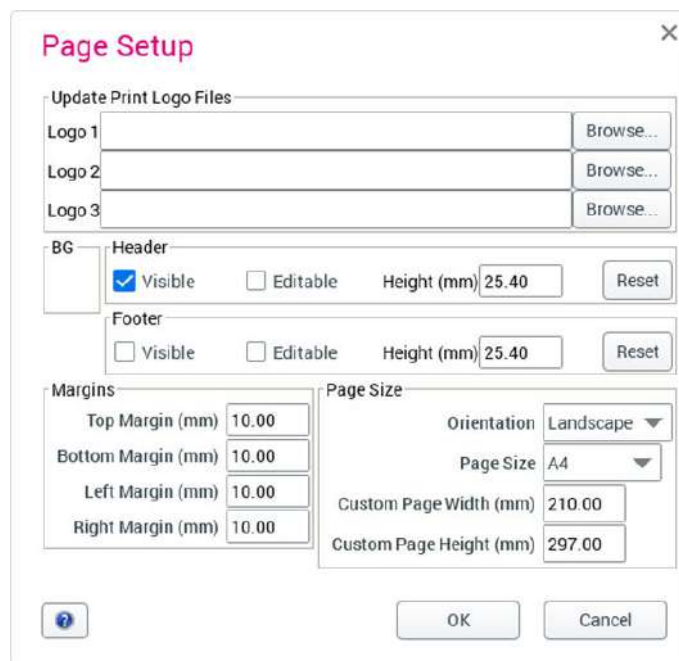 Page Setup
Update Print Logo Files
Logo 1 Browse...
Logo 2 Browse...
Logo 3 Browse...
BG Header
Visible Editable Height (mm) 25.40 Reset
Footer
Visible Editable Height (mm) 25.40 Reset
Margins
Top Margin (mm) 10.00
Bottom Margin (mm) 10.00
Left Margin (mm) 10.00
Right Margin (mm) 10.00
Page Size
Orientation Landscape
Page Size A4
Custom Page Width (mm) 210.00
Custom Page Height (mm) 297.00
? OK Cancel